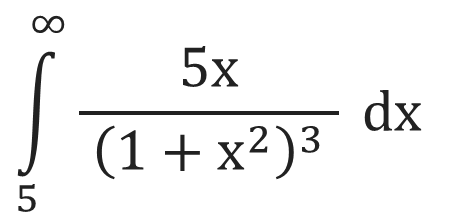 ∫₅^∞ 5x / (1 + x²)³ dx